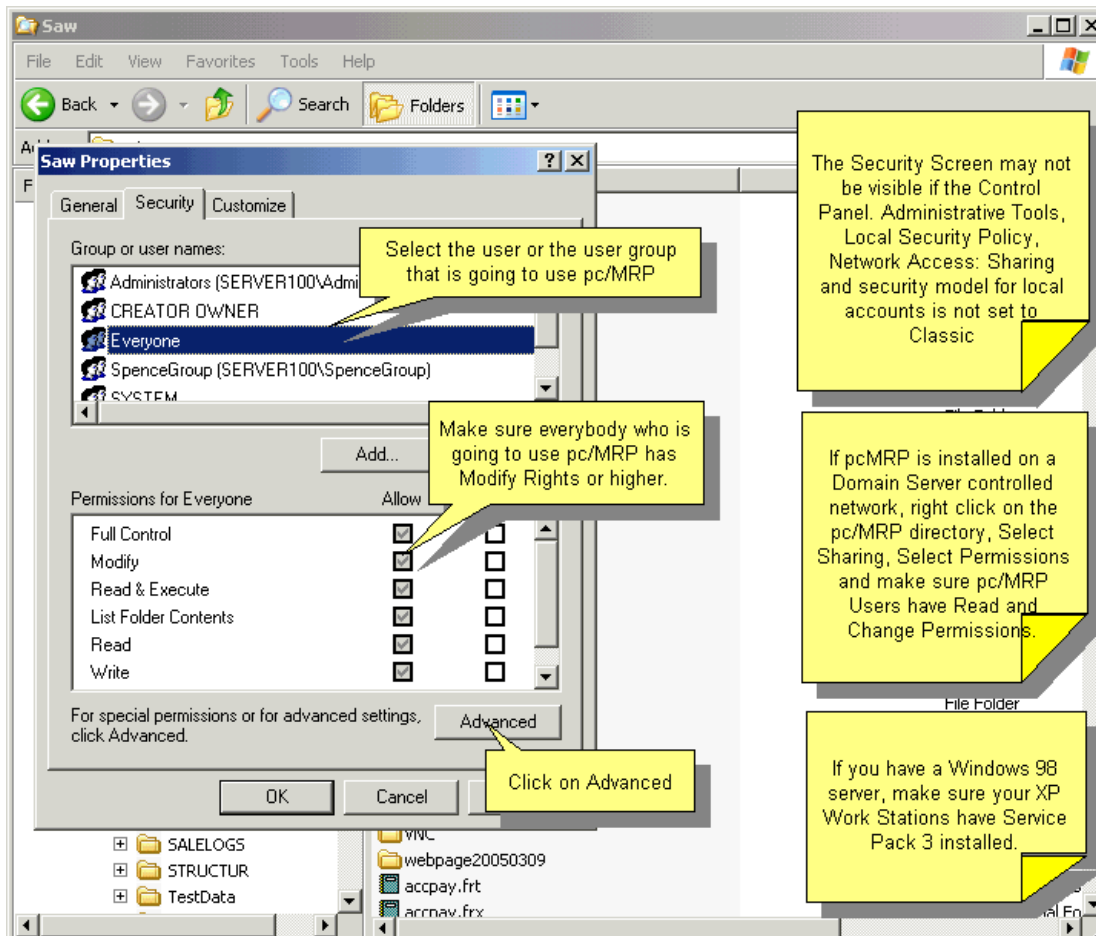 Saw
File Edit View Favorites Tools Help
Back Search Folders
Saw Properties
General Security Customize
Group or user names:
Administrators (SERVER100\Admi
CREATOR OWNER
Everyone
SpenceGroup (SERVER100\SpenceGroup)
SYSTEM
Add...
Permissions for Everyone Allow
Full Control
Modify
Read & Execute
List Folder Contents
Read
Write
For special permissions or for advanced settings,
click Advanced.
Advanced
OK Cancel
Select the user or the user group
that is going to use pc/MRP
Make sure everybody who is
going to use pc/MRP has
Modify Rights or higher.
Click on Advanced
SALELOGS
STRUCTUR
TestData
VNC
webpage20050309
accpay.frt
accpay.frx
The Security Screen may not
be visible if the Control
Panel. Administrative Tools,
Local Security Policy,
Network Access: Sharing
and security model for local
accounts is not set to
Classic
If pcMRP is installed on a
Domain Server controlled
network, right click on the
pc/MRP directory, Select
Sharing, Select Permissions
and make sure pc/MRP
Users have Read and
Change Permissions.
File Folder
If you have a Windows 98
server, make sure your XP
Work Stations have Service
Pack 3 installed.